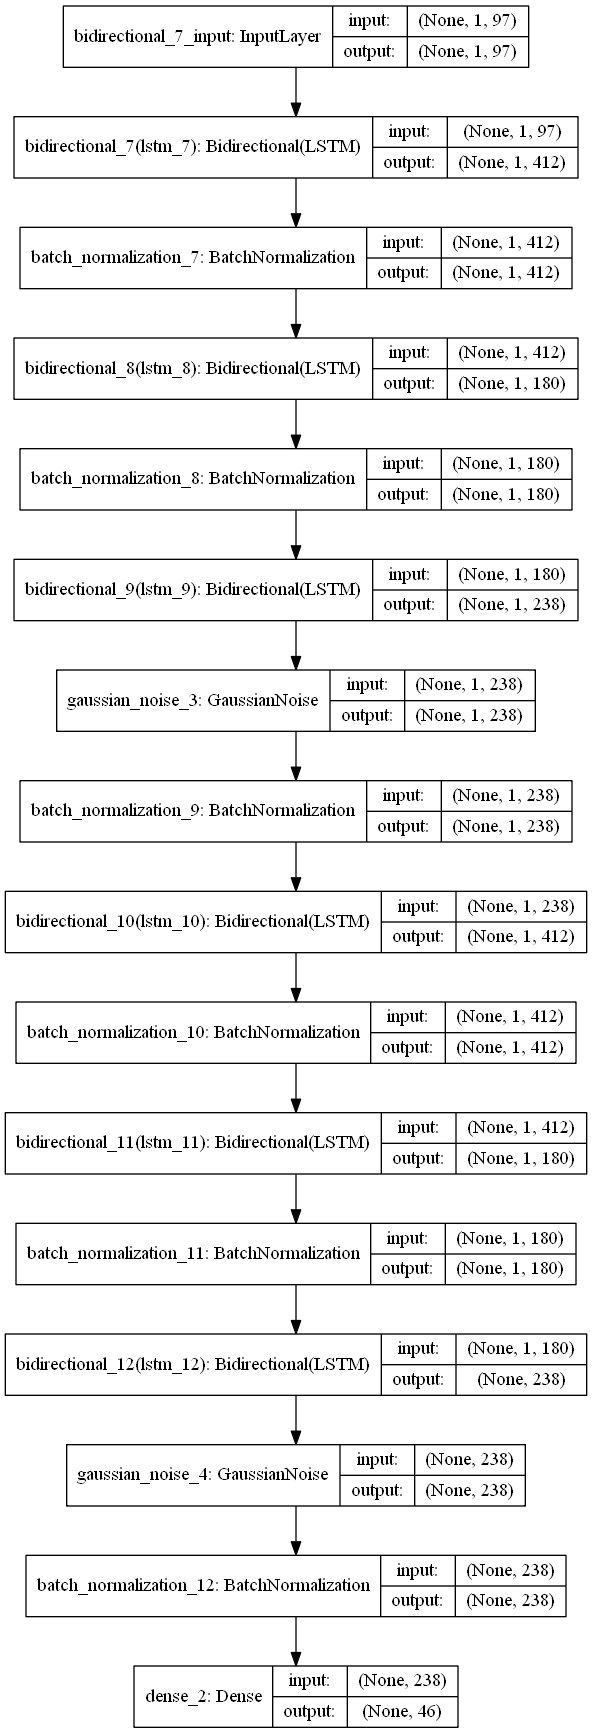 bidirectional_7_input: InputLayer
input: (None, 1, 97)
output: (None, 1, 97)
bidirectional_7(lstm_7): Bidirectional(LSTM)
input: (None, 1, 97)
output: (None, 1, 412)
batch_normalization_7: BatchNormalization
input: (None, 1, 412)
output: (None, 1, 412)
bidirectional_8(lstm_8): Bidirectional(LSTM)
input: (None, 1, 412)
output: (None, 1, 180)
batch_normalization_8: BatchNormalization
input: (None, 1, 180)
output: (None, 1, 180)
bidirectional_9(lstm_9): Bidirectional(LSTM)
input: (None, 1, 180)
output: (None, 1, 238)
gaussian_noise_3: GaussianNoise
input: (None, 1, 238)
output: (None, 1, 238)
batch_normalization_9: BatchNormalization
input: (None, 1, 238)
output: (None, 1, 238)
bidirectional_10(lstm_10): Bidirectional(LSTM)
input: (None, 1, 238)
output: (None, 1, 412)
batch_normalization_10: BatchNormalization
input: (None, 1, 412)
output: (None, 1, 412)
bidirectional_11(lstm_11): Bidirectional(LSTM)
input: (None, 1, 412)
output: (None, 1, 180)
batch_normalization_11: BatchNormalization
input: (None, 1, 180)
output: (None, 1, 180)
bidirectional_12(lstm_12): Bidirectional(LSTM)
input: (None, 1, 180)
output: (None, 238)
gaussian_noise_4: GaussianNoise
input: (None, 238)
output: (None, 238)
batch_normalization_12: BatchNormalization
input: (None, 238)
output: (None, 238)
dense_2: Dense
input: (None, 238)
output: (None, 46)